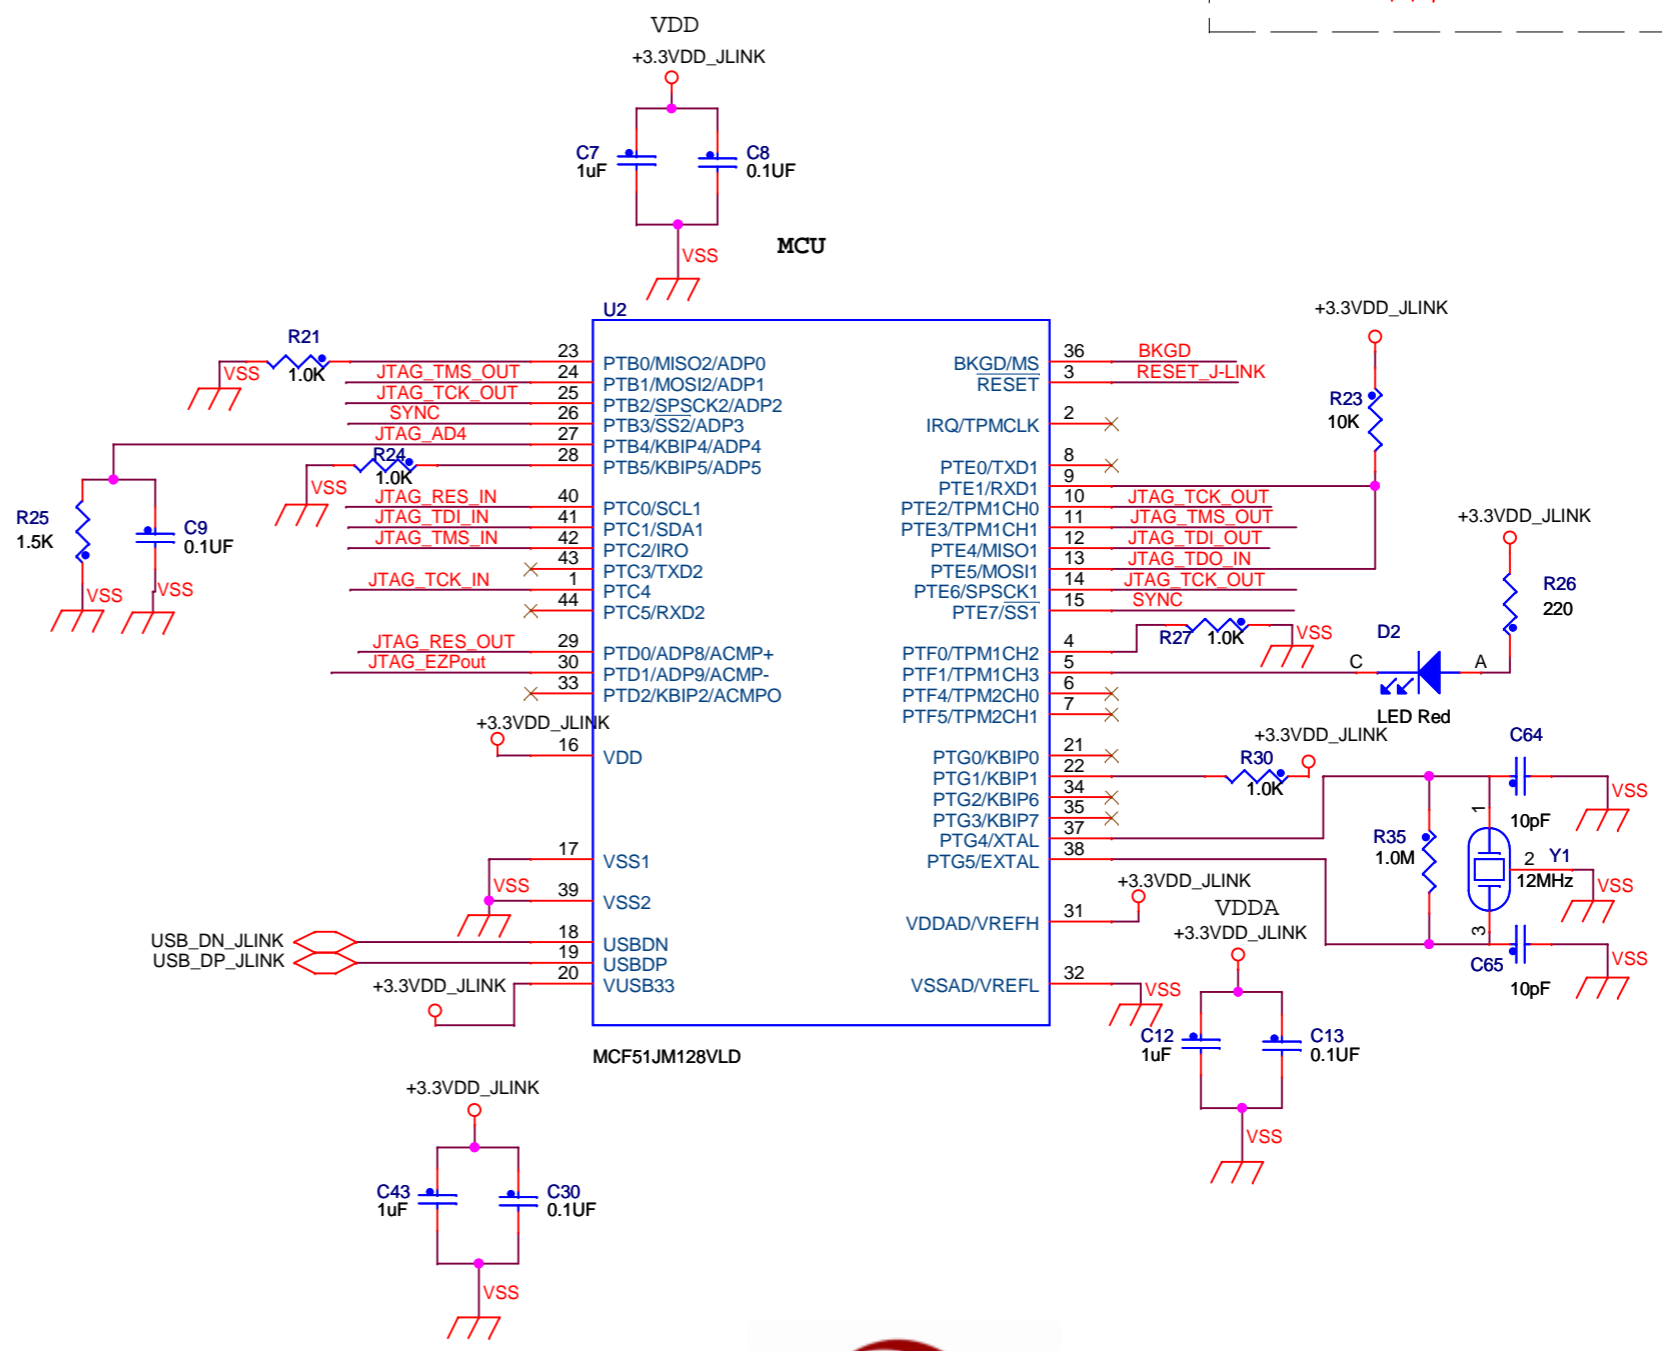 VDD
+3.3VDD_JLINK
C7
1uF
C8
0.1UF
VSS
MCU
U2
R21
1.0K
VSS
23
PTB0/MISO2/ADP0
JTAG_TMS_OUT
24
PTB1/MOSI2/ADP1
JTAG_TCK_OUT
25
PTB2/SPSCK2/ADP2
SYNC
26
PTB3/SS2/ADP3
JTAG_AD4
27
PTB4/KBIP4/ADP4
R24
1.0K
VSS
28
PTB5/KBIP5/ADP5
R25
1.5K
C9
0.1UF
VSS
VSS
JTAG_RES_IN
40
PTC0/SCL1
JTAG_TDI_IN
41
PTC1/SDA1
JTAG_TMS_IN
42
PTC2/IRO
43
PTC3/TXD2
JTAG_TCK_IN
1
PTC4
44
PTC5/RXD2
JTAG_RES_OUT
29
PTD0/ADP8/ACMP+
JTAG_EZPout
30
PTD1/ADP9/ACMP-
33
PTD2/KBIP2/ACMPO
+3.3VDD_JLINK
16
VDD
17
VSS1
VSS
39
VSS2
USB_DN_JLINK
18
USBDN
USB_DP_JLINK
19
USBDP
+3.3VDD_JLINK
20
VUSB33
BKGD/MS
36
BKGD
RESET
3
RESET_J-LINK
IRQ/TPMCLK
2
PTE0/TXD1
8
PTE1/RXD1
9
PTE2/TPM1CH0
10
JTAG_TCK_OUT
PTE3/TPM1CH1
11
JTAG_TMS_OUT
PTE4/MISO1
12
JTAG_TDI_OUT
PTE5/MOSI1
13
JTAG_TDO_IN
PTE6/SPSCK1
14
JTAG_TCK_OUT
PTE7/SS1
15
SYNC
+3.3VDD_JLINK
R23
10K
PTF0/TPM1CH2
4
R27
1.0K
VSS
PTF1/TPM1CH3
5
PTF4/TPM2CH0
6
PTF5/TPM2CH1
7
+3.3VDD_JLINK
R26
220
D2
C
A
LED Red
PTG0/KBIP0
21
PTG1/KBIP1
22
R30
1.0K
+3.3VDD_JLINK
PTG2/KBIP6
34
PTG3/KBIP7
35
PTG4/XTAL
37
PTG5/EXTAL
38
C64
10pF
VSS
R35
1.0M
1
2
3
Y1
12MHz
VSS
C65
10pF
VSS
VDDAD/VREFH
31
+3.3VDD_JLINK
VSSAD/VREFL
32
VSS
VDDA
+3.3VDD_JLINK
C12
1uF
C13
0.1UF
VSS
MCF51JM128VLD
+3.3VDD_JLINK
C43
1uF
C30
0.1UF
VSS